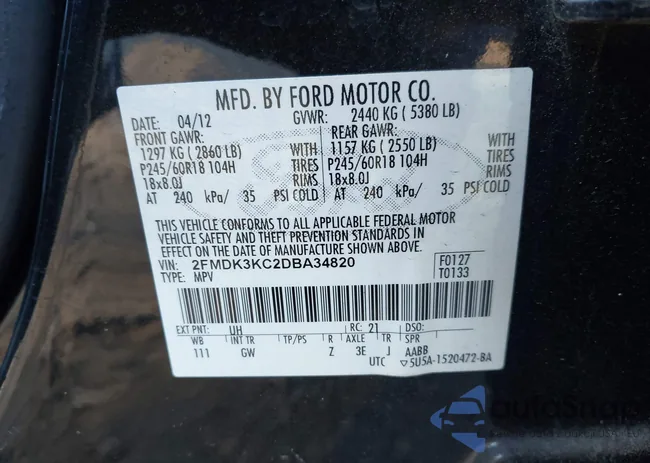 MFD. BY FORD MOTOR CO.
DATE: 04/12 GVWR: 2440 KG ( 5380 LB)
FRONT GAWR: REAR GAWR:
1297 KG (2860 LB) WITH 1157 KG (2550 LB) WITH
P245/60R18 104H TIRES P245/60R18 104H TIRES
18x8.0J RIMS 18x8.0J RIMS
AT 240 kPa/ 35 PSI COLD AT 240 kPa/ 35 PSI COLD
THIS VEHICLE CONFORMS TO ALL APPLICABLE FEDERAL MOTOR
VEHICLE SAFETY AND THEFT PREVENTION STANDARDS IN
EFFECT ON THE DATE OF MANUFACTURE SHOWN ABOVE.
VIN: 2FMDK3KC2DBA34820 F0127
TYPE: MPV T0133
EXT PNT: UH RC: 21 DSO:
WB INT TR TP/PS R AXLE TR SPR
111 GW Z 3E J AABB
UTC ▽5U5A-1520472-BA
autoSnap